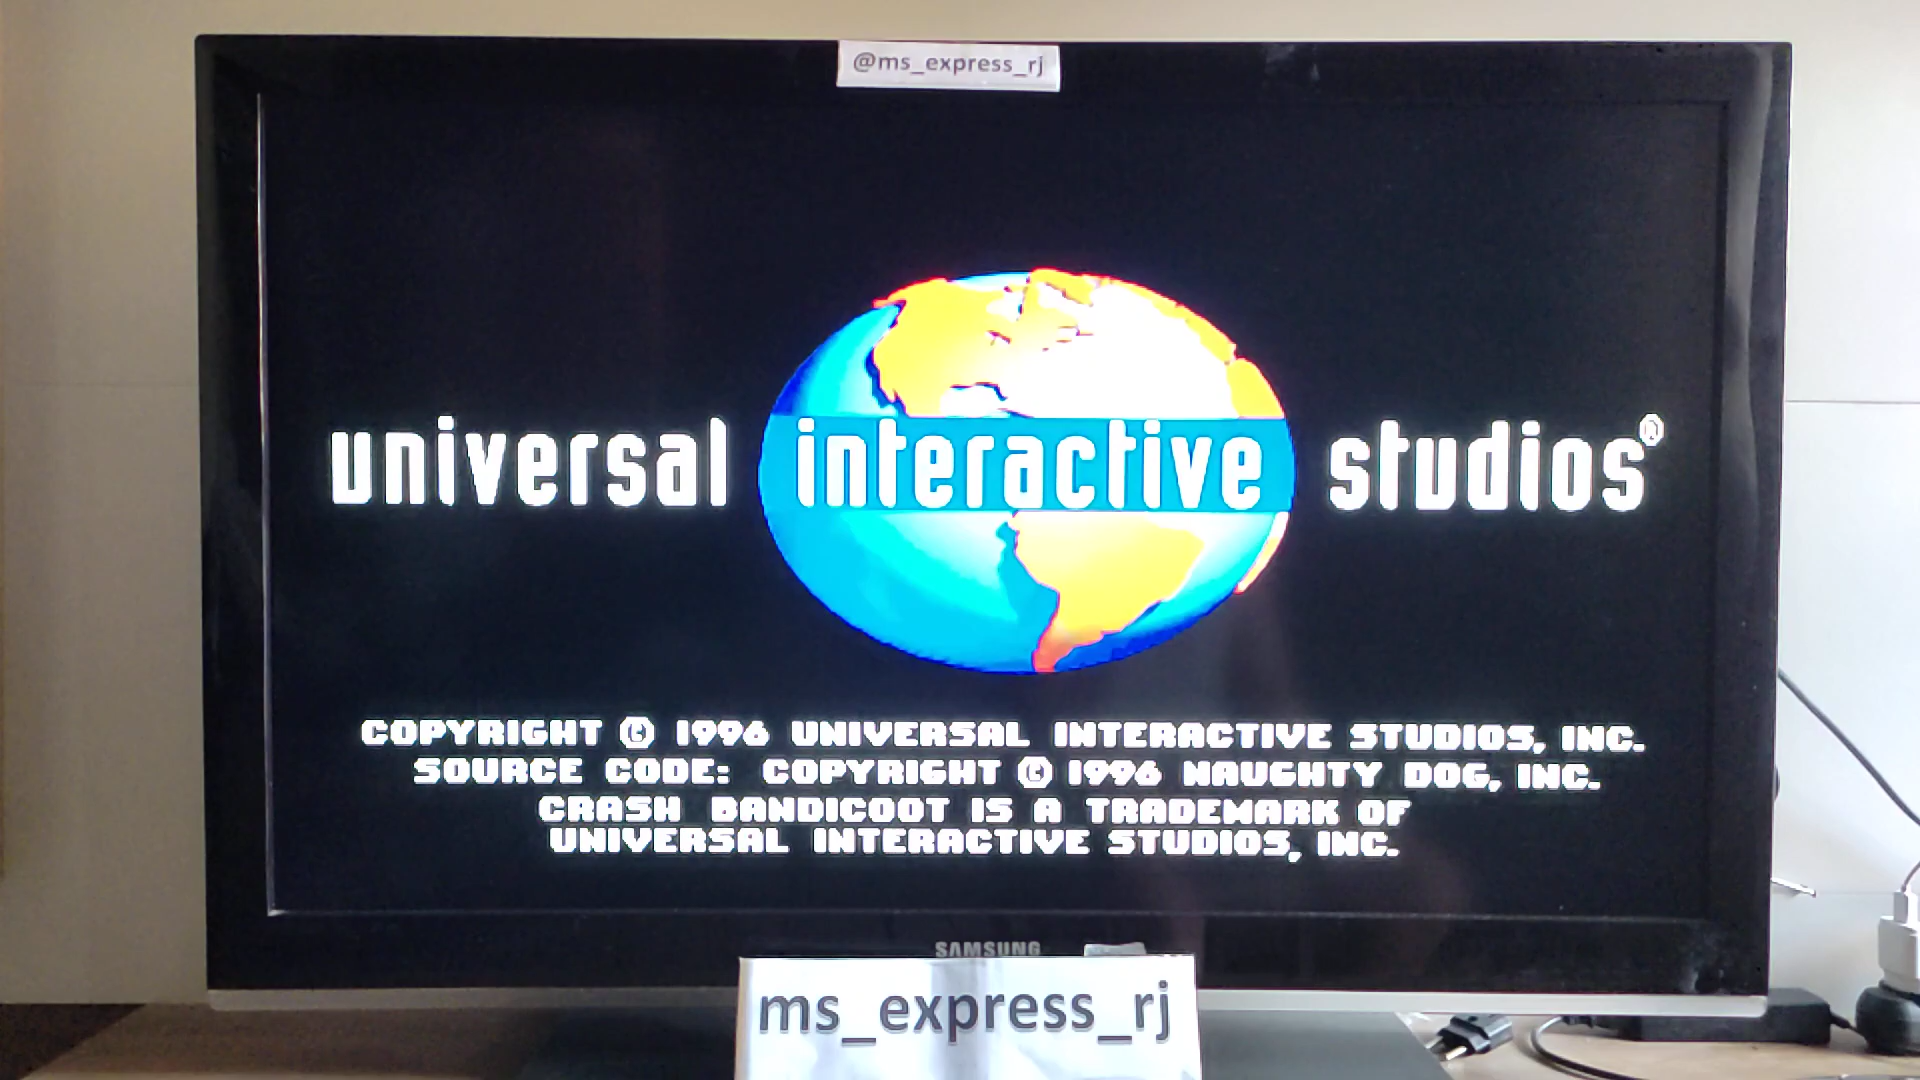 @ms_express_rj
universal interactive studios®
COPYRIGHT © 1996 UNIVERSAL INTERACTIVE STUDIOS, INC.
SOURCE CODE: COPYRIGHT © 1996 NAUGHTY DOG, INC.
CRASH BANDICOOT IS A TRADEMARK OF
UNIVERSAL INTERACTIVE STUDIOS, INC.
SAMSUNG
ms_express_rj